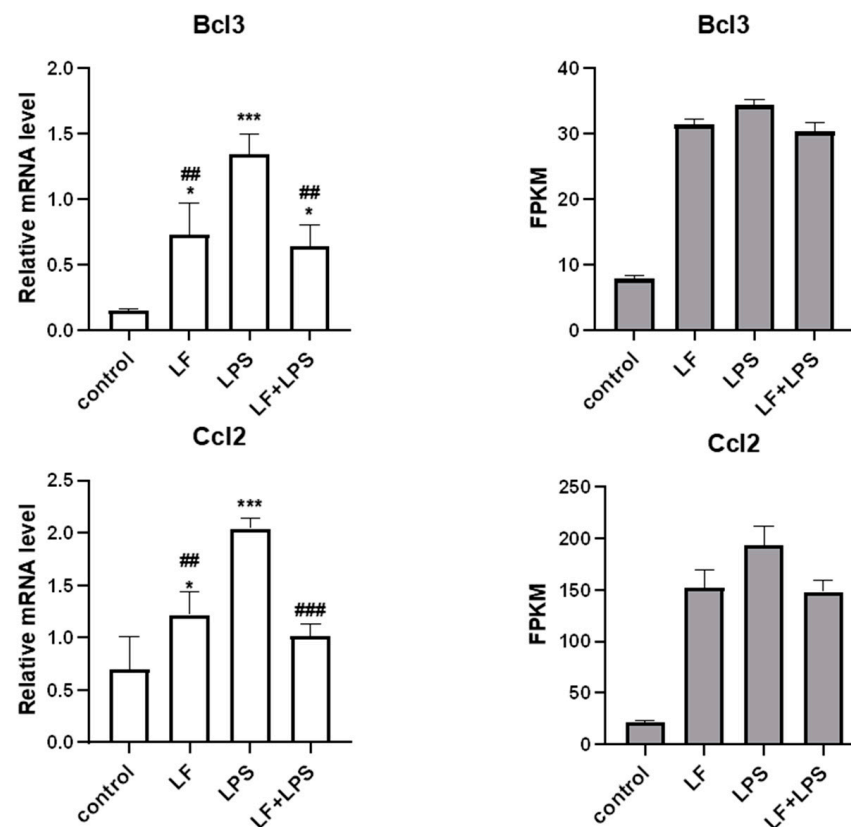 Bcl3
Relative mRNA level
2.0
1.5
1.0
0.5
0.0
##
*
***
##
*
control
LF
LPS
LF+LPS
Bcl3
FPKM
40
30
20
10
0
control
LF
LPS
LF+LPS
Ccl2
Relative mRNA level
2.5
2.0
1.5
1.0
0.5
0.0
##
*
***
###
control
LF
LPS
LF+LPS
Ccl2
FPKM
250
200
150
100
50
0
control
LF
LPS
LF+LPS